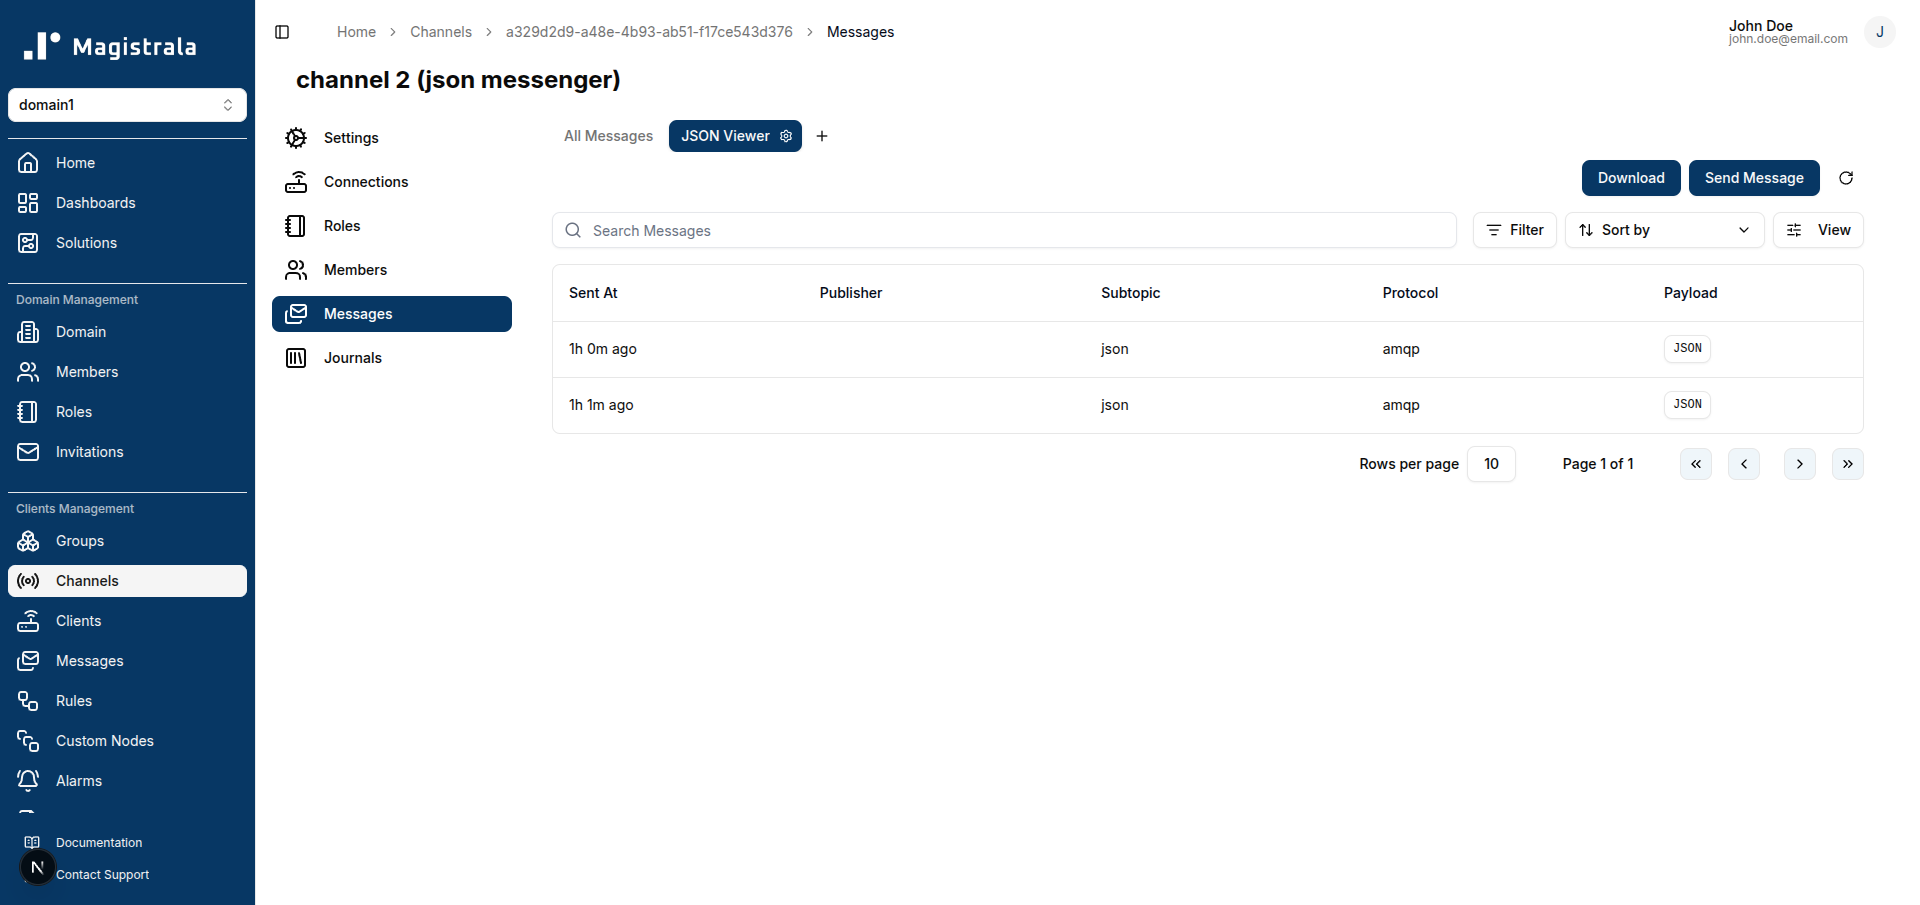 Magistrala
domain1
Home
Dashboards
Solutions
Domain Management
Domain
Members
Roles
Invitations
Clients Management
Groups
Channels
Clients
Messages
Rules
Custom Nodes
Alarms
Documentation
N
Contact Support
Home > Channels > a329d2d9-a48e-4b93-ab51-f17ce543d376 > Messages
John Doe
john.doe@email.com
J
channel 2 (json messenger)
Settings
Connections
Roles
Members
Messages
Journals
All Messages JSON Viewer +
Download Send Message
Search Messages Filter Sort by View
Sent At Publisher Subtopic Protocol Payload
1h 0m ago json amqp JSON
1h 1m ago json amqp JSON
Rows per page 10 Page 1 of 1